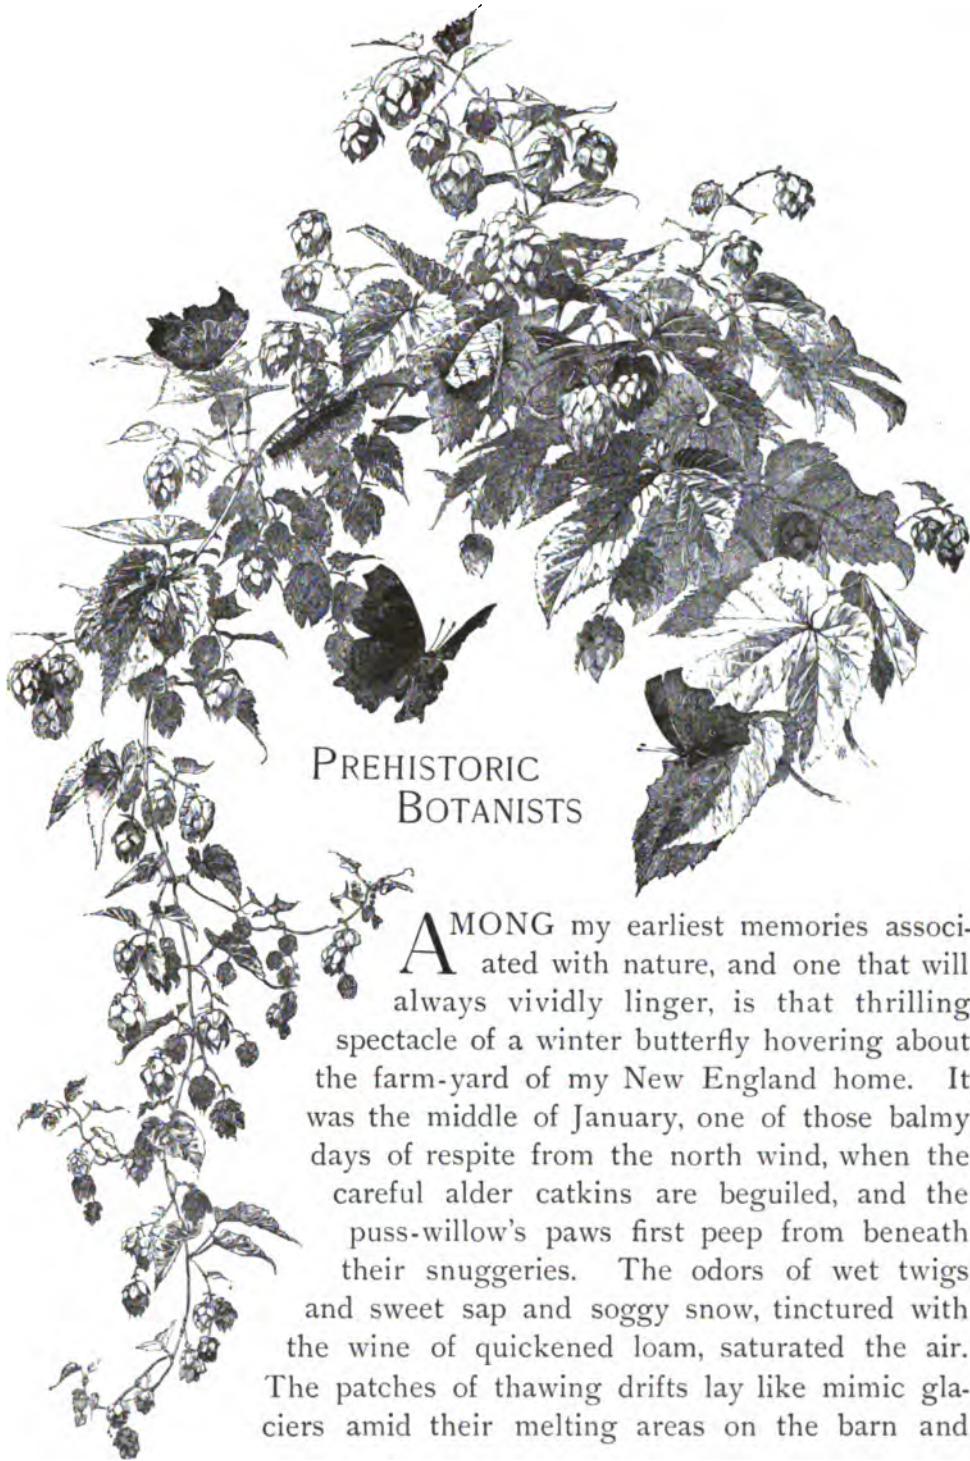 PREHISTORIC
BOTANISTS
AMONG my earliest memories associ-
ated with nature, and one that will
always vividly linger, is that thrilling
spectacle of a winter butterfly hovering about
the farm-yard of my New England home. It
was the middle of January, one of those balmy
days of respite from the north wind, when the
careful alder catkins are beguiled, and the
puss-willow's paws first peep from beneath
their snuggeries. The odors of wet twigs
and sweet sap and soggy snow, tinctured with
the wine of quickened loam, saturated the air.
The patches of thawing drifts lay like mimic gla-
ciers amid their melting areas on the barn and